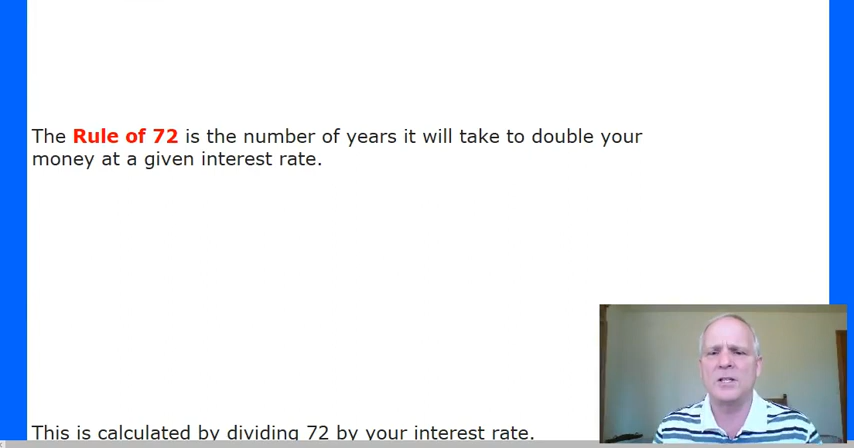 The Rule of 72 is the number of years it will take to double your
money at a given interest rate.
This is calculated by dividing 72 by your interest rate.